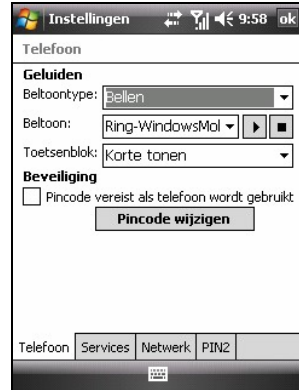 Instellingen 9:58 ok
Telefoon
Geluiden
Beltoontype: Bellen
Beltoon: Ring-WindowsMol
Toetsenblok: Korte tonen
Beveiliging
Pincode vereist als telefoon wordt gebruikt
Pincode wijzigen
Telefoon Services Netwerk PIN2